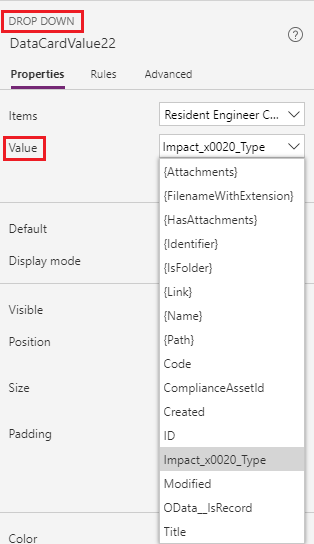 DROP DOWN
DataCardValue22
Properties Rules Advanced
Items Resident Engineer C...
Value Impact_x0020_Type
{Attachments}
{FilenameWithExtension}
{HasAttachments}
Default
{Identifier}
Display mode
{IsFolder}
{Link}
Visible
{Name}
Position
{Path}
Code
Size
ComplianceAssetId
Created
Padding
ID
Impact_x0020_Type
Modified
OData__IsRecord
Color
Title